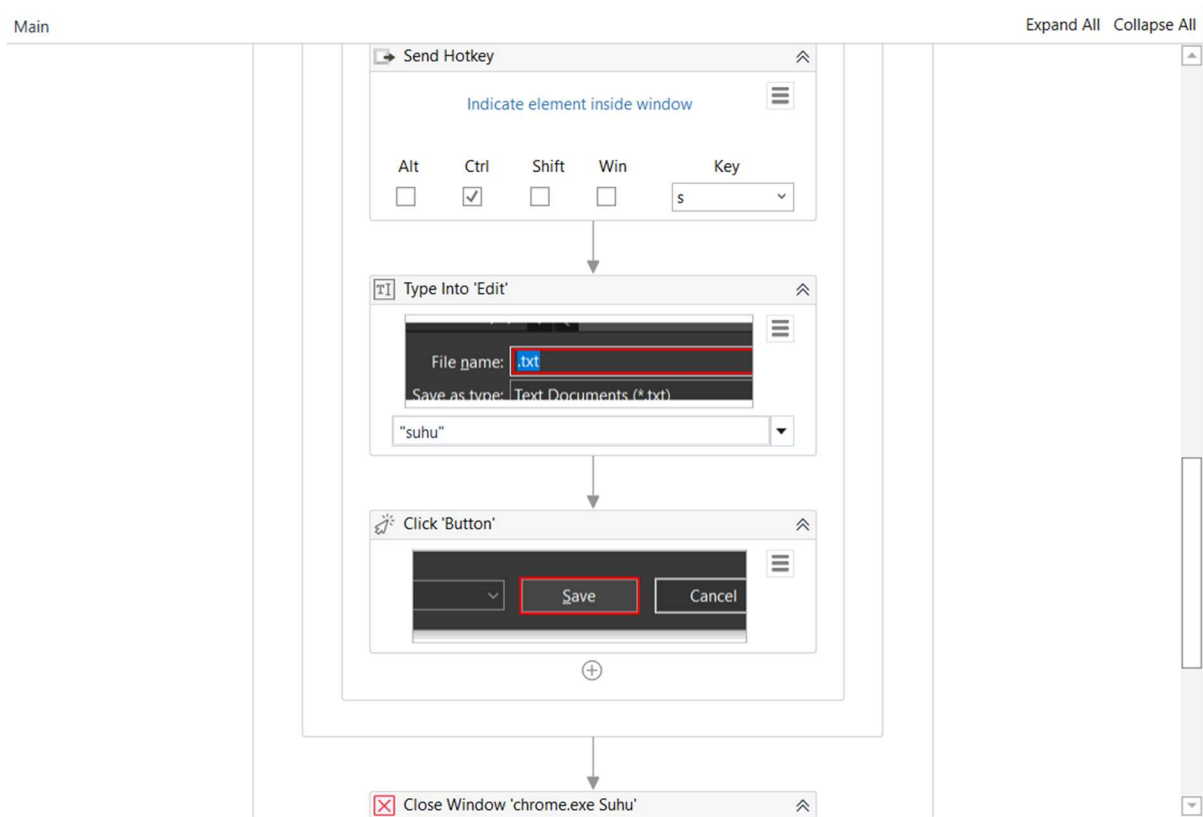 Main Expand All Collapse All
Send Hotkey
Indicate element inside window
Alt Ctrl Shift Win Key
s
Type Into 'Edit'
File name: .txt
Save as type: Text Documents (*.txt)
"suhu"
Click 'Button'
Save Cancel
Close Window 'chrome.exe Suhu'